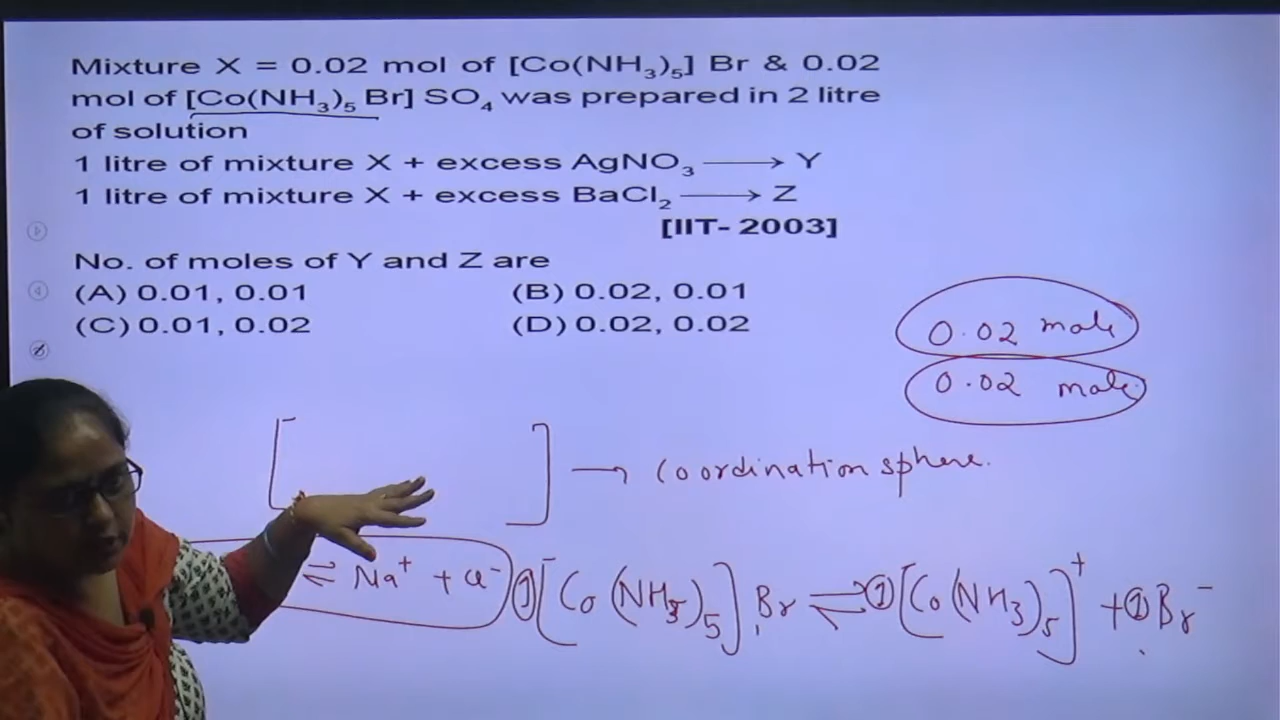 Mixture X = 0.02 mol of [Co(NH₃)₅] Br & 0.02
mol of [Co(NH₃)₅ Br] SO₄ was prepared in 2 litre
of solution
1 litre of mixture X + excess AgNO₃ ⟶ Y
1 litre of mixture X + excess BaCl₂ ⟶ Z
[IIT- 2003]
No. of moles of Y and Z are
(A) 0.01, 0.01 (B) 0.02, 0.01
(C) 0.01, 0.02 (D) 0.02, 0.02
0.02 mole
0.02 mole
[ ] → Coordination sphere.
⇌ Na⁺ + Cl⁻
① [Co(NH₃)₅] Br ⇌ ① [Co(NH₃)₅]⁺ + ① Br⁻